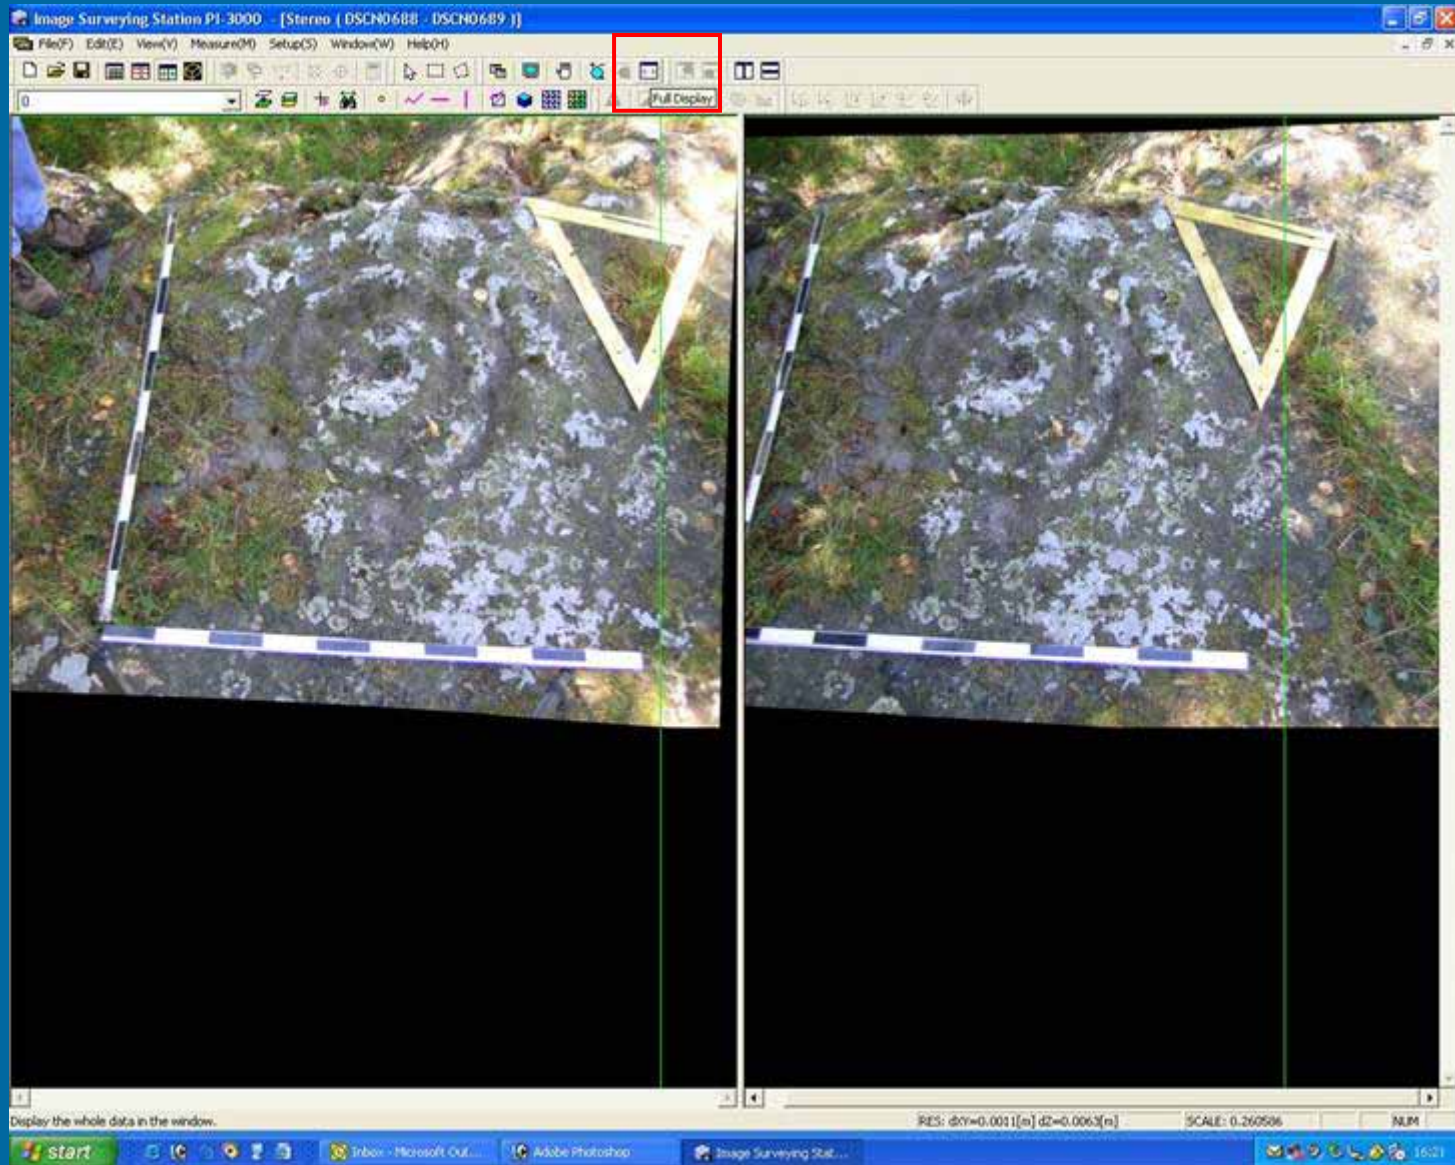 Image Surveying Station PI-3000 - [Stereo ( DSCN0688 - DSCN0689 )]
File(F) Edit(E) View(V) Measure(M) Setup(S) Window(W) Help(H)
0
Full Display
Display the whole data in the window.
RES: dXY=0.0011[m] dZ=0.0063[m] SCALE: 0.260586 NUM
start Inbox - Microsoft Out... Adobe Photoshop Image Surveying Stat... 16:21